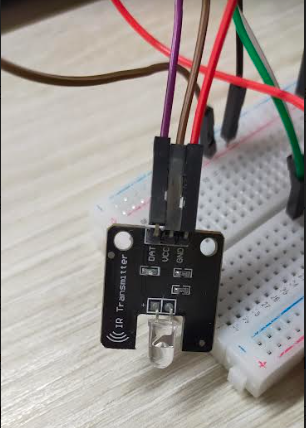 DAT
VCC
GND
IR Transmitter
+